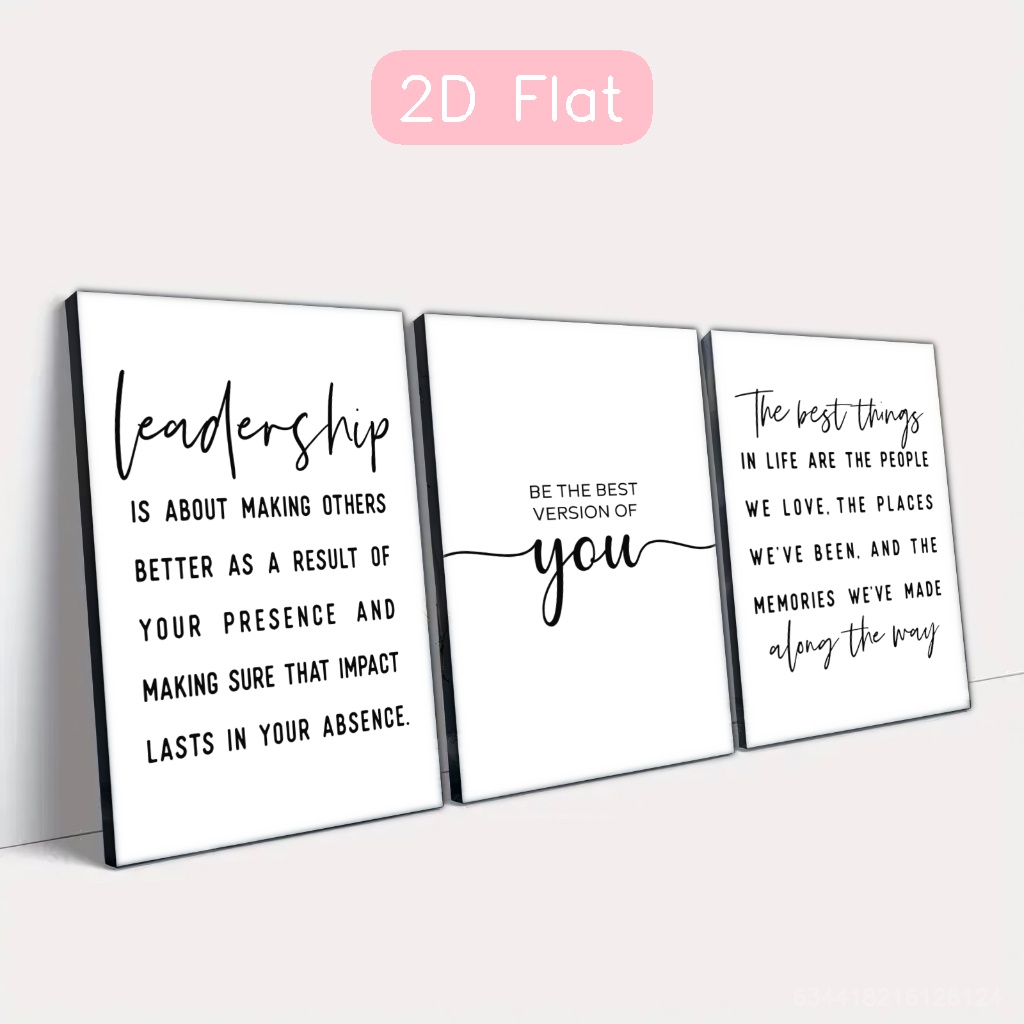 2D Flat
leadership
IS ABOUT MAKING OTHERS
BETTER AS A RESULT OF
YOUR PRESENCE AND
MAKING SURE THAT IMPACT
LASTS IN YOUR ABSENCE.
BE THE BEST
VERSION OF
you
The best things
IN LIFE ARE THE PEOPLE
WE LOVE, THE PLACES
WE'VE BEEN, AND THE
MEMORIES WE'VE MADE
along the way